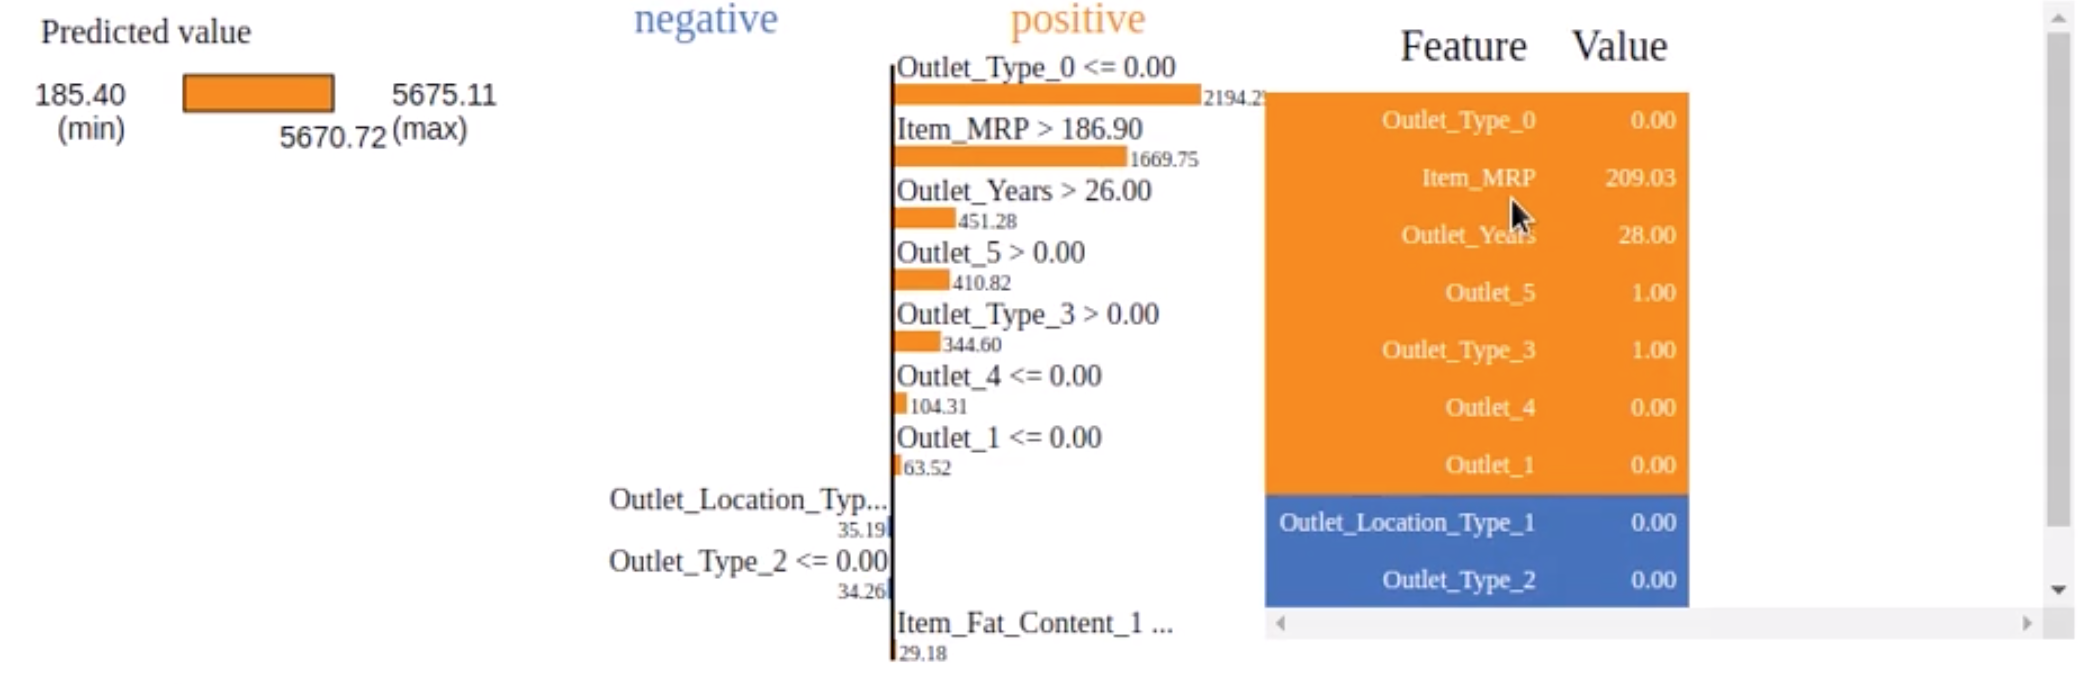 Predicted value
185.40
(min)
5675.11
(max)
5670.72
negative
positive
Outlet_Type_0 <= 0.00
2194.2
Item_MRP > 186.90
1669.75
Outlet_Years > 26.00
451.28
Outlet_5 > 0.00
410.82
Outlet_Type_3 > 0.00
344.60
Outlet_4 <= 0.00
104.31
Outlet_1 <= 0.00
63.52
Outlet_Location_Typ...
35.19
Outlet_Type_2 <= 0.00
34.26
Item_Fat_Content_1 ...
29.18
Feature Value
Outlet_Type_0 0.00
Item_MRP 209.03
Outlet_Years 28.00
Outlet_5 1.00
Outlet_Type_3 1.00
Outlet_4 0.00
Outlet_1 0.00
Outlet_Location_Type_1 0.00
Outlet_Type_2 0.00